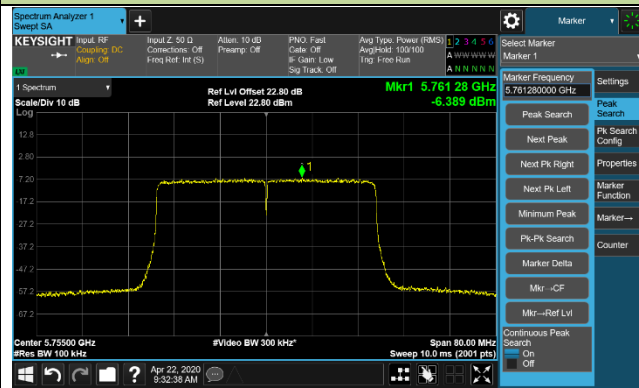 Spectrum Analyzer 1
Swept SA
Marker
KEYSIGHT
Input: RF
Coupling: DC
Align: Off
Input Z: 50 Ω
Corrections: Off
Freq Ref: Int (S)
Atten: 10 dB
Preamp: Off
PNO: Fast
Gate: Off
IF Gain: Low
Sig Track: Off
Avg Type: Power (RMS)
Avg|Hold: 100/100
Trig: Free Run
1 2 3 4 5 6
A W W W W W
A N N N N N
LXI
Select Marker
Marker 1
Marker Frequency
5.761280000 GHz
Peak Search
Next Peak
Next Pk Right
Next Pk Left
Minimum Peak
Pk-Pk Search
Marker Delta
Mkr→CF
Mkr→Ref Lvl
Continuous Peak
Search
On
Off
Settings
Peak
Search
Pk Search
Config
Properties
Marker
Function
Marker→
Counter
1 Spectrum
Scale/Div 10 dB
Log
Ref Lvl Offset 22.80 dB
Ref Level 22.80 dBm
Mkr1 5.761 28 GHz
-6.389 dBm
12.8
2.80
-7.20
-17.2
-27.2
-37.2
-47.2
-57.2
-67.2
1
Center 5.75500 GHz
#Res BW 100 kHz
#Video BW 300 kHz*
Span 80.00 MHz
Sweep 10.0 ms (2001 pts)
Apr 22, 2020
9:32:38 AM